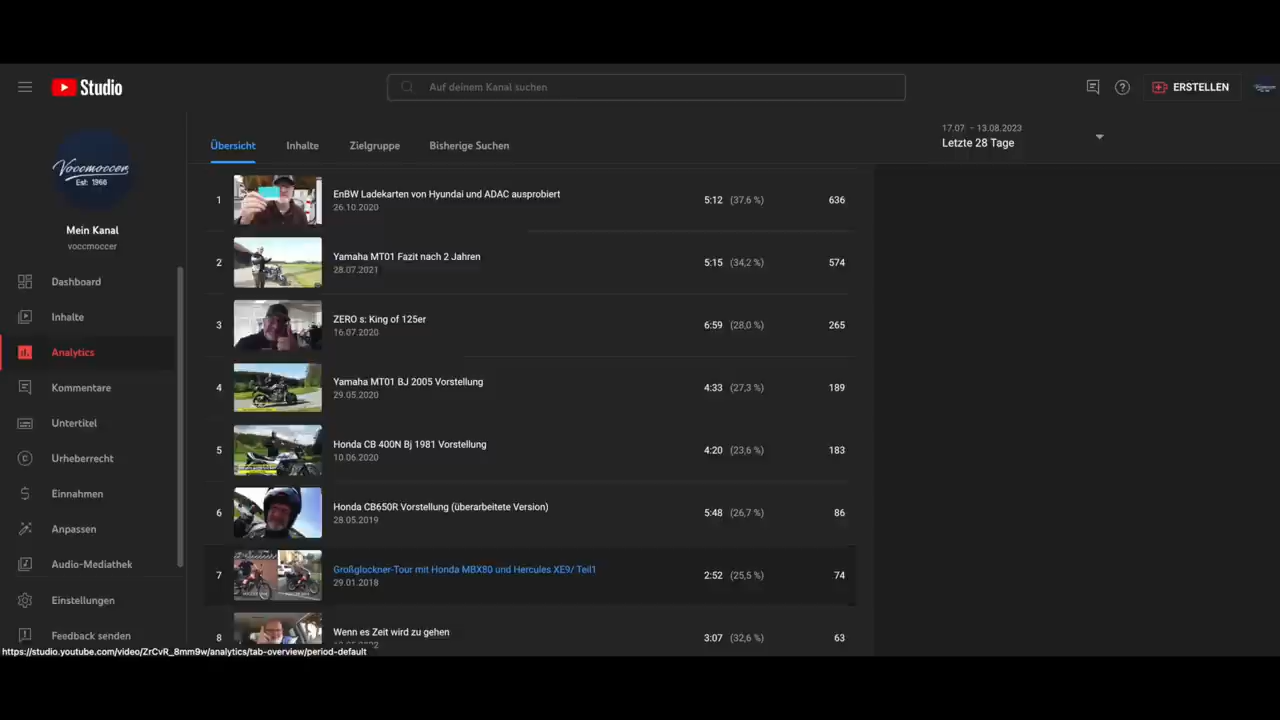 Studio
Auf deinem Kanal suchen
ERSTELLEN
Voccmoccer
Est: 1966
Mein Kanal
voccmoccer
Dashboard
Inhalte
Analytics
Kommentare
Untertitel
Urheberrecht
Einnahmen
Anpassen
Audio-Mediathek
Einstellungen
Feedback senden
Übersicht Inhalte Zielgruppe Bisherige Suchen
17.07. – 13.08.2023
Letzte 28 Tage
1 EnBW Ladekarten von Hyundai und ADAC ausprobiert 5:12 (37,6 %) 636
26.10.2020
2 Yamaha MT01 Fazit nach 2 Jahren 5:15 (34,2 %) 574
28.07.2021
3 ZERO s: King of 125er 6:59 (28,0 %) 265
16.07.2020
4 Yamaha MT01 BJ 2005 Vorstellung 4:33 (27,3 %) 189
29.05.2020
5 Honda CB 400N Bj 1981 Vorstellung 4:20 (23,6 %) 183
10.06.2020
6 Honda CB650R Vorstellung (überarbeitete Version) 5:48 (26,7 %) 86
28.05.2019
7 Großglockner-Tour mit Honda MBX80 und Hercules XE9/ Teil1 2:52 (25,5 %) 74
29.01.2018
8 Wenn es Zeit wird zu gehen 3:07 (32,6 %) 63
https://studio.youtube.com/video/ZrCvR_8mm9w/analytics/tab-overview/period-default